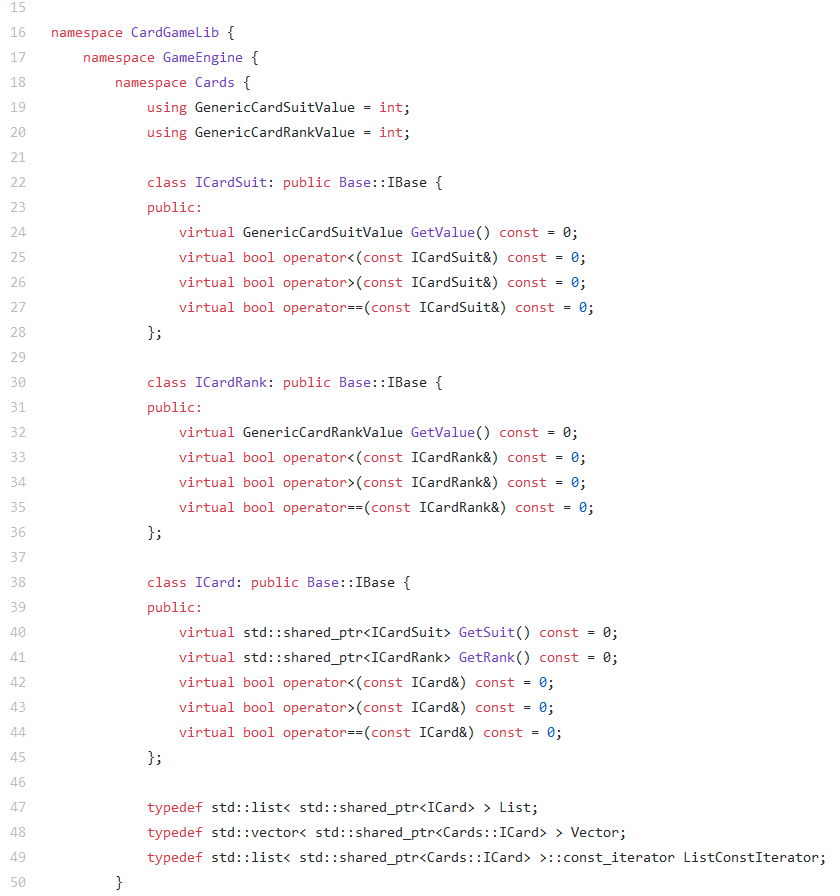 15
16 namespace CardGameLib {
17     namespace GameEngine {
18         namespace Cards {
19             using GenericCardSuitValue = int;
20             using GenericCardRankValue = int;
21
22             class ICardSuit: public Base::IBase {
23             public:
24                 virtual GenericCardSuitValue GetValue() const = 0;
25                 virtual bool operator<(const ICardSuit&) const = 0;
26                 virtual bool operator>(const ICardSuit&) const = 0;
27                 virtual bool operator==(const ICardSuit&) const = 0;
28             };
29
30             class ICardRank: public Base::IBase {
31             public:
32                 virtual GenericCardRankValue GetValue() const = 0;
33                 virtual bool operator<(const ICardRank&) const = 0;
34                 virtual bool operator>(const ICardRank&) const = 0;
35                 virtual bool operator==(const ICardRank&) const = 0;
36             };
37
38             class ICard: public Base::IBase {
39             public:
40                 virtual std::shared_ptr<ICardSuit> GetSuit() const = 0;
41                 virtual std::shared_ptr<ICardRank> GetRank() const = 0;
42                 virtual bool operator<(const ICard&) const = 0;
43                 virtual bool operator>(const ICard&) const = 0;
44                 virtual bool operator==(const ICard&) const = 0;
45             };
46
47             typedef std::list< std::shared_ptr<ICard> > List;
48             typedef std::vector< std::shared_ptr<Cards::ICard> > Vector;
49             typedef std::list< std::shared_ptr<Cards::ICard> >::const_iterator ListConstIterator;
50         }